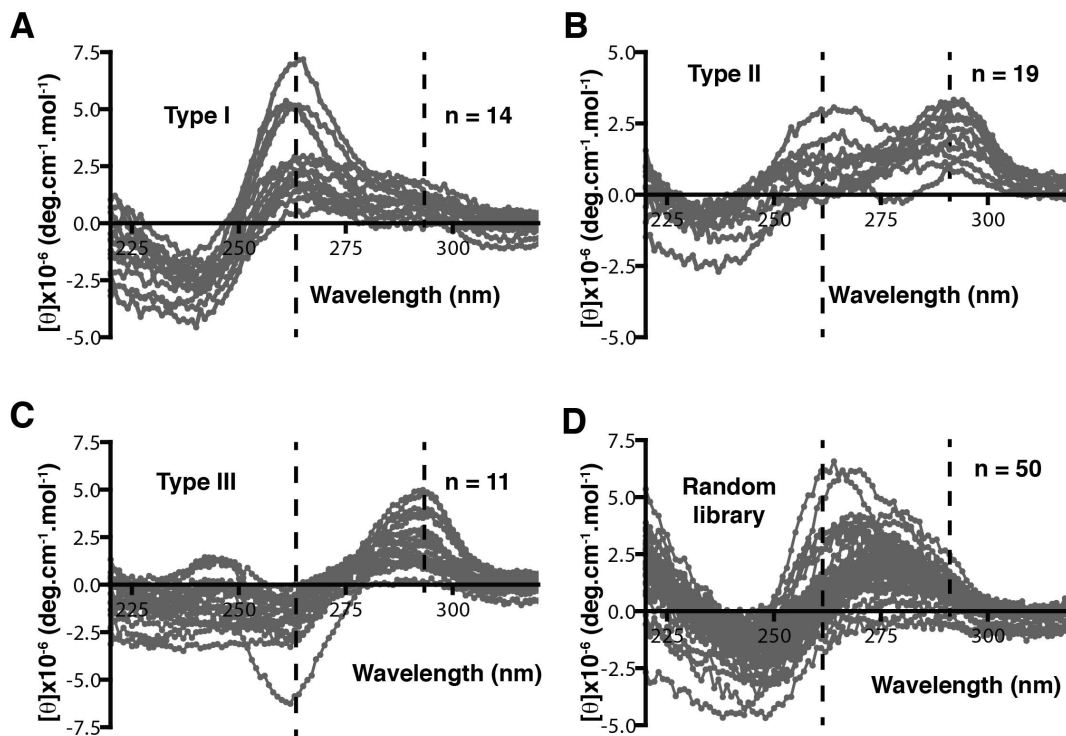 A
[θ]x10⁻⁶ (deg.cm⁻¹.mol⁻¹)
7.5
5.0
2.5
0.0
-2.5
-5.0
Type I
n = 14
225
250
275
300
Wavelength (nm)
B
[θ]x10⁻⁶ (deg.cm⁻¹.mol⁻¹)
5.0
2.5
0.0
-2.5
-5.0
Type II
n = 19
225
250
275
300
Wavelength (nm)
C
[θ]x10⁻⁶ (deg.cm⁻¹.mol⁻¹)
7.5
5.0
2.5
0.0
-2.5
-5.0
-7.5
Type III
n = 11
225
250
275
300
Wavelength (nm)
D
[θ]x10⁻⁶ (deg.cm⁻¹.mol⁻¹)
7.5
5.0
2.5
0.0
-2.5
-5.0
Random
library
n = 50
225
250
275
300
Wavelength (nm)